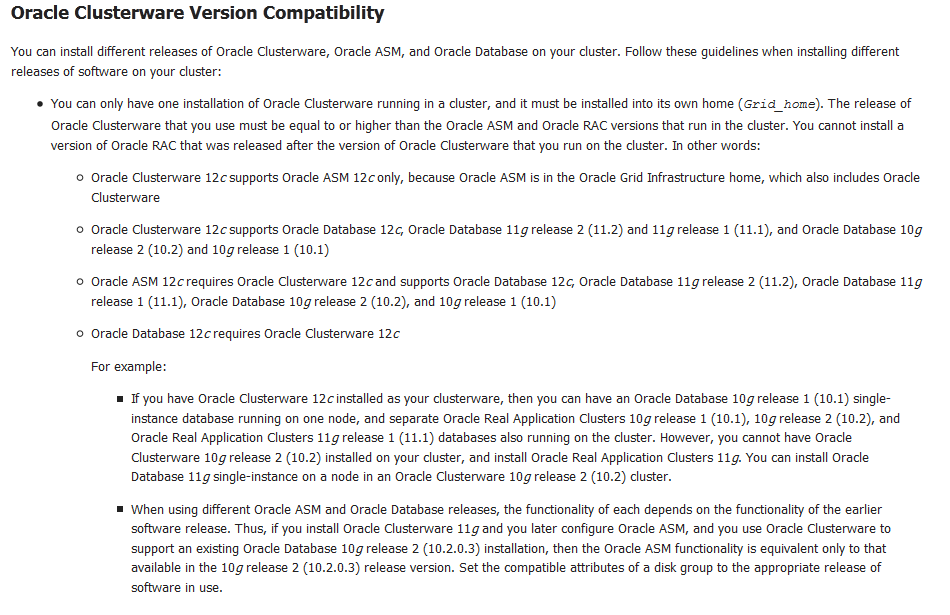 Oracle Clusterware Version Compatibility
You can install different releases of Oracle Clusterware, Oracle ASM, and Oracle Database on your cluster. Follow these guidelines when installing different
releases of software on your cluster:
• You can only have one installation of Oracle Clusterware running in a cluster, and it must be installed into its own home (Grid_home). The release of
Oracle Clusterware that you use must be equal to or higher than the Oracle ASM and Oracle RAC versions that run in the cluster. You cannot install a
version of Oracle RAC that was released after the version of Oracle Clusterware that you run on the cluster. In other words:
○ Oracle Clusterware 12c supports Oracle ASM 12c only, because Oracle ASM is in the Oracle Grid Infrastructure home, which also includes Oracle
Clusterware
○ Oracle Clusterware 12c supports Oracle Database 12c, Oracle Database 11g release 2 (11.2) and 11g release 1 (11.1), and Oracle Database 10g
release 2 (10.2) and 10g release 1 (10.1)
○ Oracle ASM 12c requires Oracle Clusterware 12c and supports Oracle Database 12c, Oracle Database 11g release 2 (11.2), Oracle Database 11g
release 1 (11.1), Oracle Database 10g release 2 (10.2), and 10g release 1 (10.1)
○ Oracle Database 12c requires Oracle Clusterware 12c
For example:
■ If you have Oracle Clusterware 12c installed as your clusterware, then you can have an Oracle Database 10g release 1 (10.1) single-
instance database running on one node, and separate Oracle Real Application Clusters 10g release 1 (10.1), 10g release 2 (10.2), and
Oracle Real Application Clusters 11g release 1 (11.1) databases also running on the cluster. However, you cannot have Oracle
Clusterware 10g release 2 (10.2) installed on your cluster, and install Oracle Real Application Clusters 11g. You can install Oracle
Database 11g single-instance on a node in an Oracle Clusterware 10g release 2 (10.2) cluster.
■ When using different Oracle ASM and Oracle Database releases, the functionality of each depends on the functionality of the earlier
software release. Thus, if you install Oracle Clusterware 11g and you later configure Oracle ASM, and you use Oracle Clusterware to
support an existing Oracle Database 10g release 2 (10.2.0.3) installation, then the Oracle ASM functionality is equivalent only to that
available in the 10g release 2 (10.2.0.3) release version. Set the compatible attributes of a disk group to the appropriate release of
software in use.